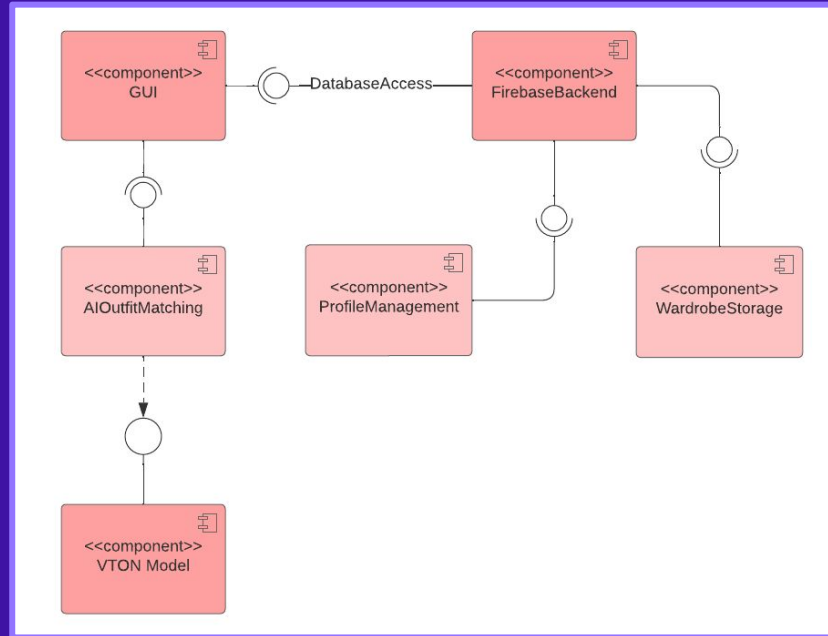 <<component>>
GUI
DatabaseAccess
<<component>>
FirebaseBackend
<<component>>
AIOutfitMatching
<<component>>
ProfileManagement
<<component>>
WardrobeStorage
<<component>>
VTON Model